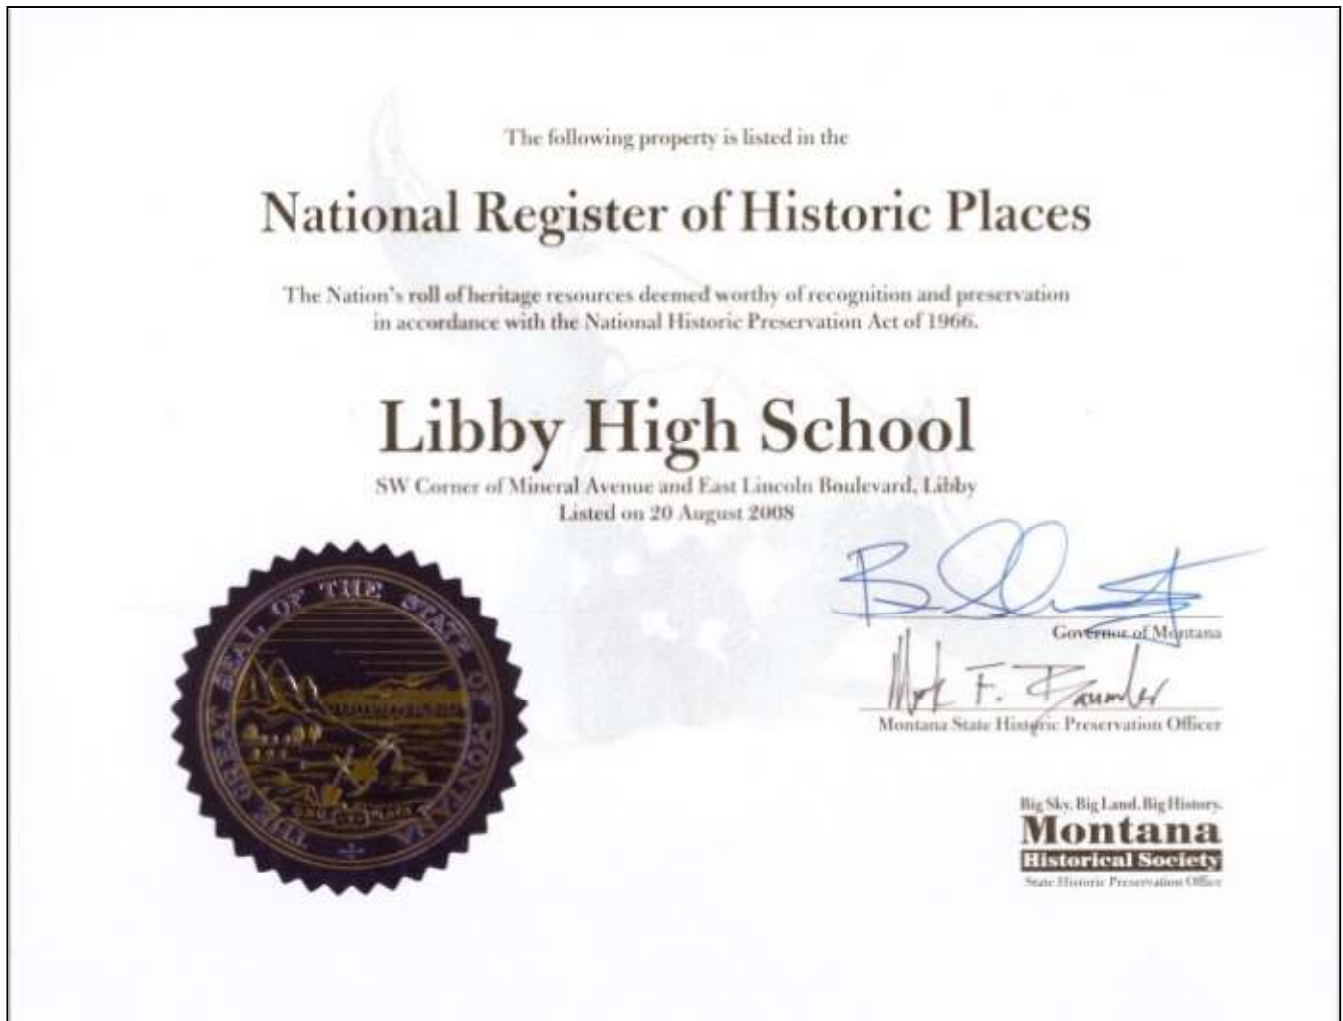 The following property is listed in the
National Register of Historic Places
The Nation's roll of heritage resources deemed worthy of recognition and preservation
in accordance with the National Historic Preservation Act of 1966.
Libby High School
SW Corner of Mineral Avenue and East Lincoln Boulevard, Libby
Listed on 20 August 2008
Governor of Montana
Mark F. Baumler
Montana State Historic Preservation Officer
THE GREAT SEAL OF THE STATE OF MONTANA
Big Sky. Big Land. Big History.
Montana
Historical Society
State Historic Preservation Office